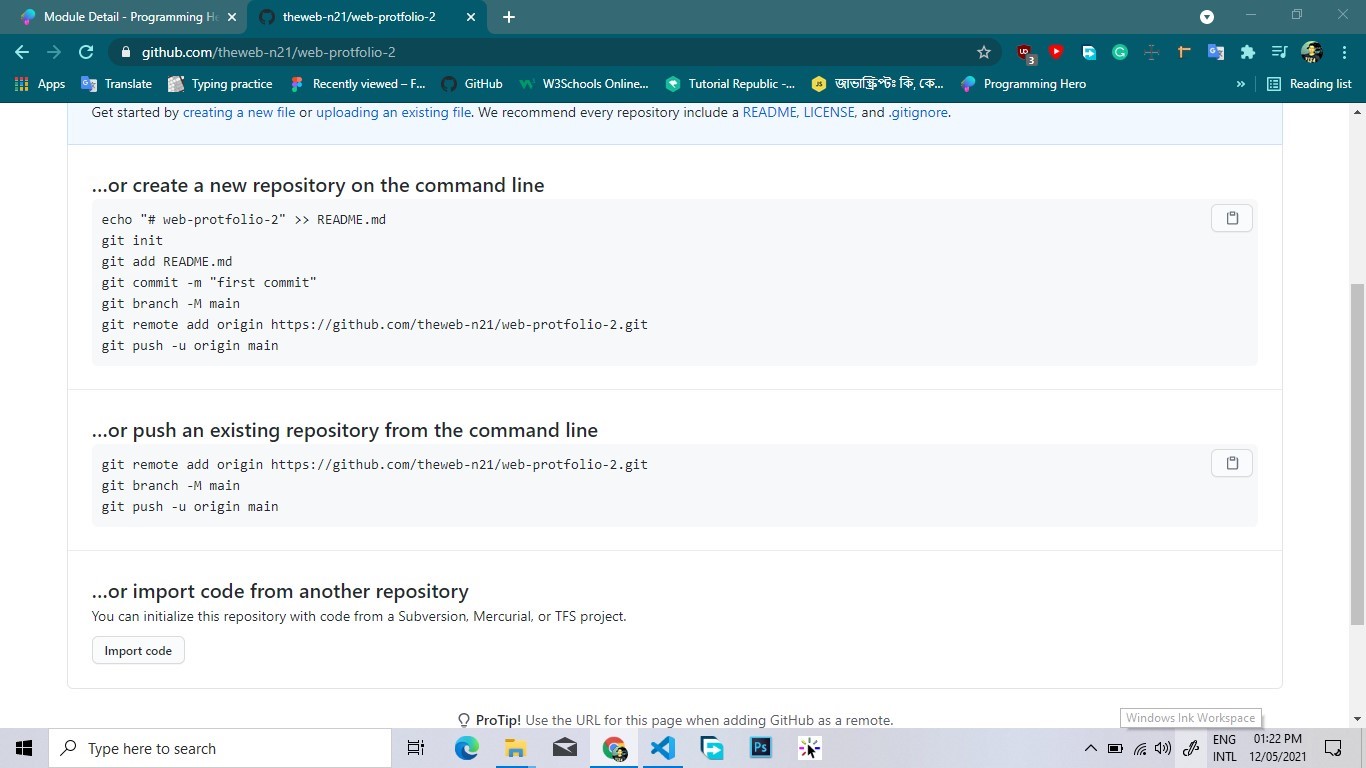 Module Detail - Programming He
theweb-n21/web-protfolio-2
github.com/theweb-n21/web-protfolio-2
3
Apps
Translate
Typing practice
Recently viewed – F...
GitHub
W3Schools Online...
Tutorial Republic -...
জাভাস্ক্রিপ্টঃ কি, কে...
Programming Hero
»
Reading list
Get started by creating a new file or uploading an existing file. We recommend every repository include a README, LICENSE, and .gitignore.
…or create a new repository on the command line
echo "# web-protfolio-2" >> README.md
git init
git add README.md
git commit -m "first commit"
git branch -M main
git remote add origin https://github.com/theweb-n21/web-protfolio-2.git
git push -u origin main
…or push an existing repository from the command line
git remote add origin https://github.com/theweb-n21/web-protfolio-2.git
git branch -M main
git push -u origin main
…or import code from another repository
You can initialize this repository with code from a Subversion, Mercurial, or TFS project.
Import code
ProTip! Use the URL for this page when adding GitHub as a remote.
Windows Ink Workspace
Type here to search
Ps
ENG
INTL
01:22 PM
12/05/2021